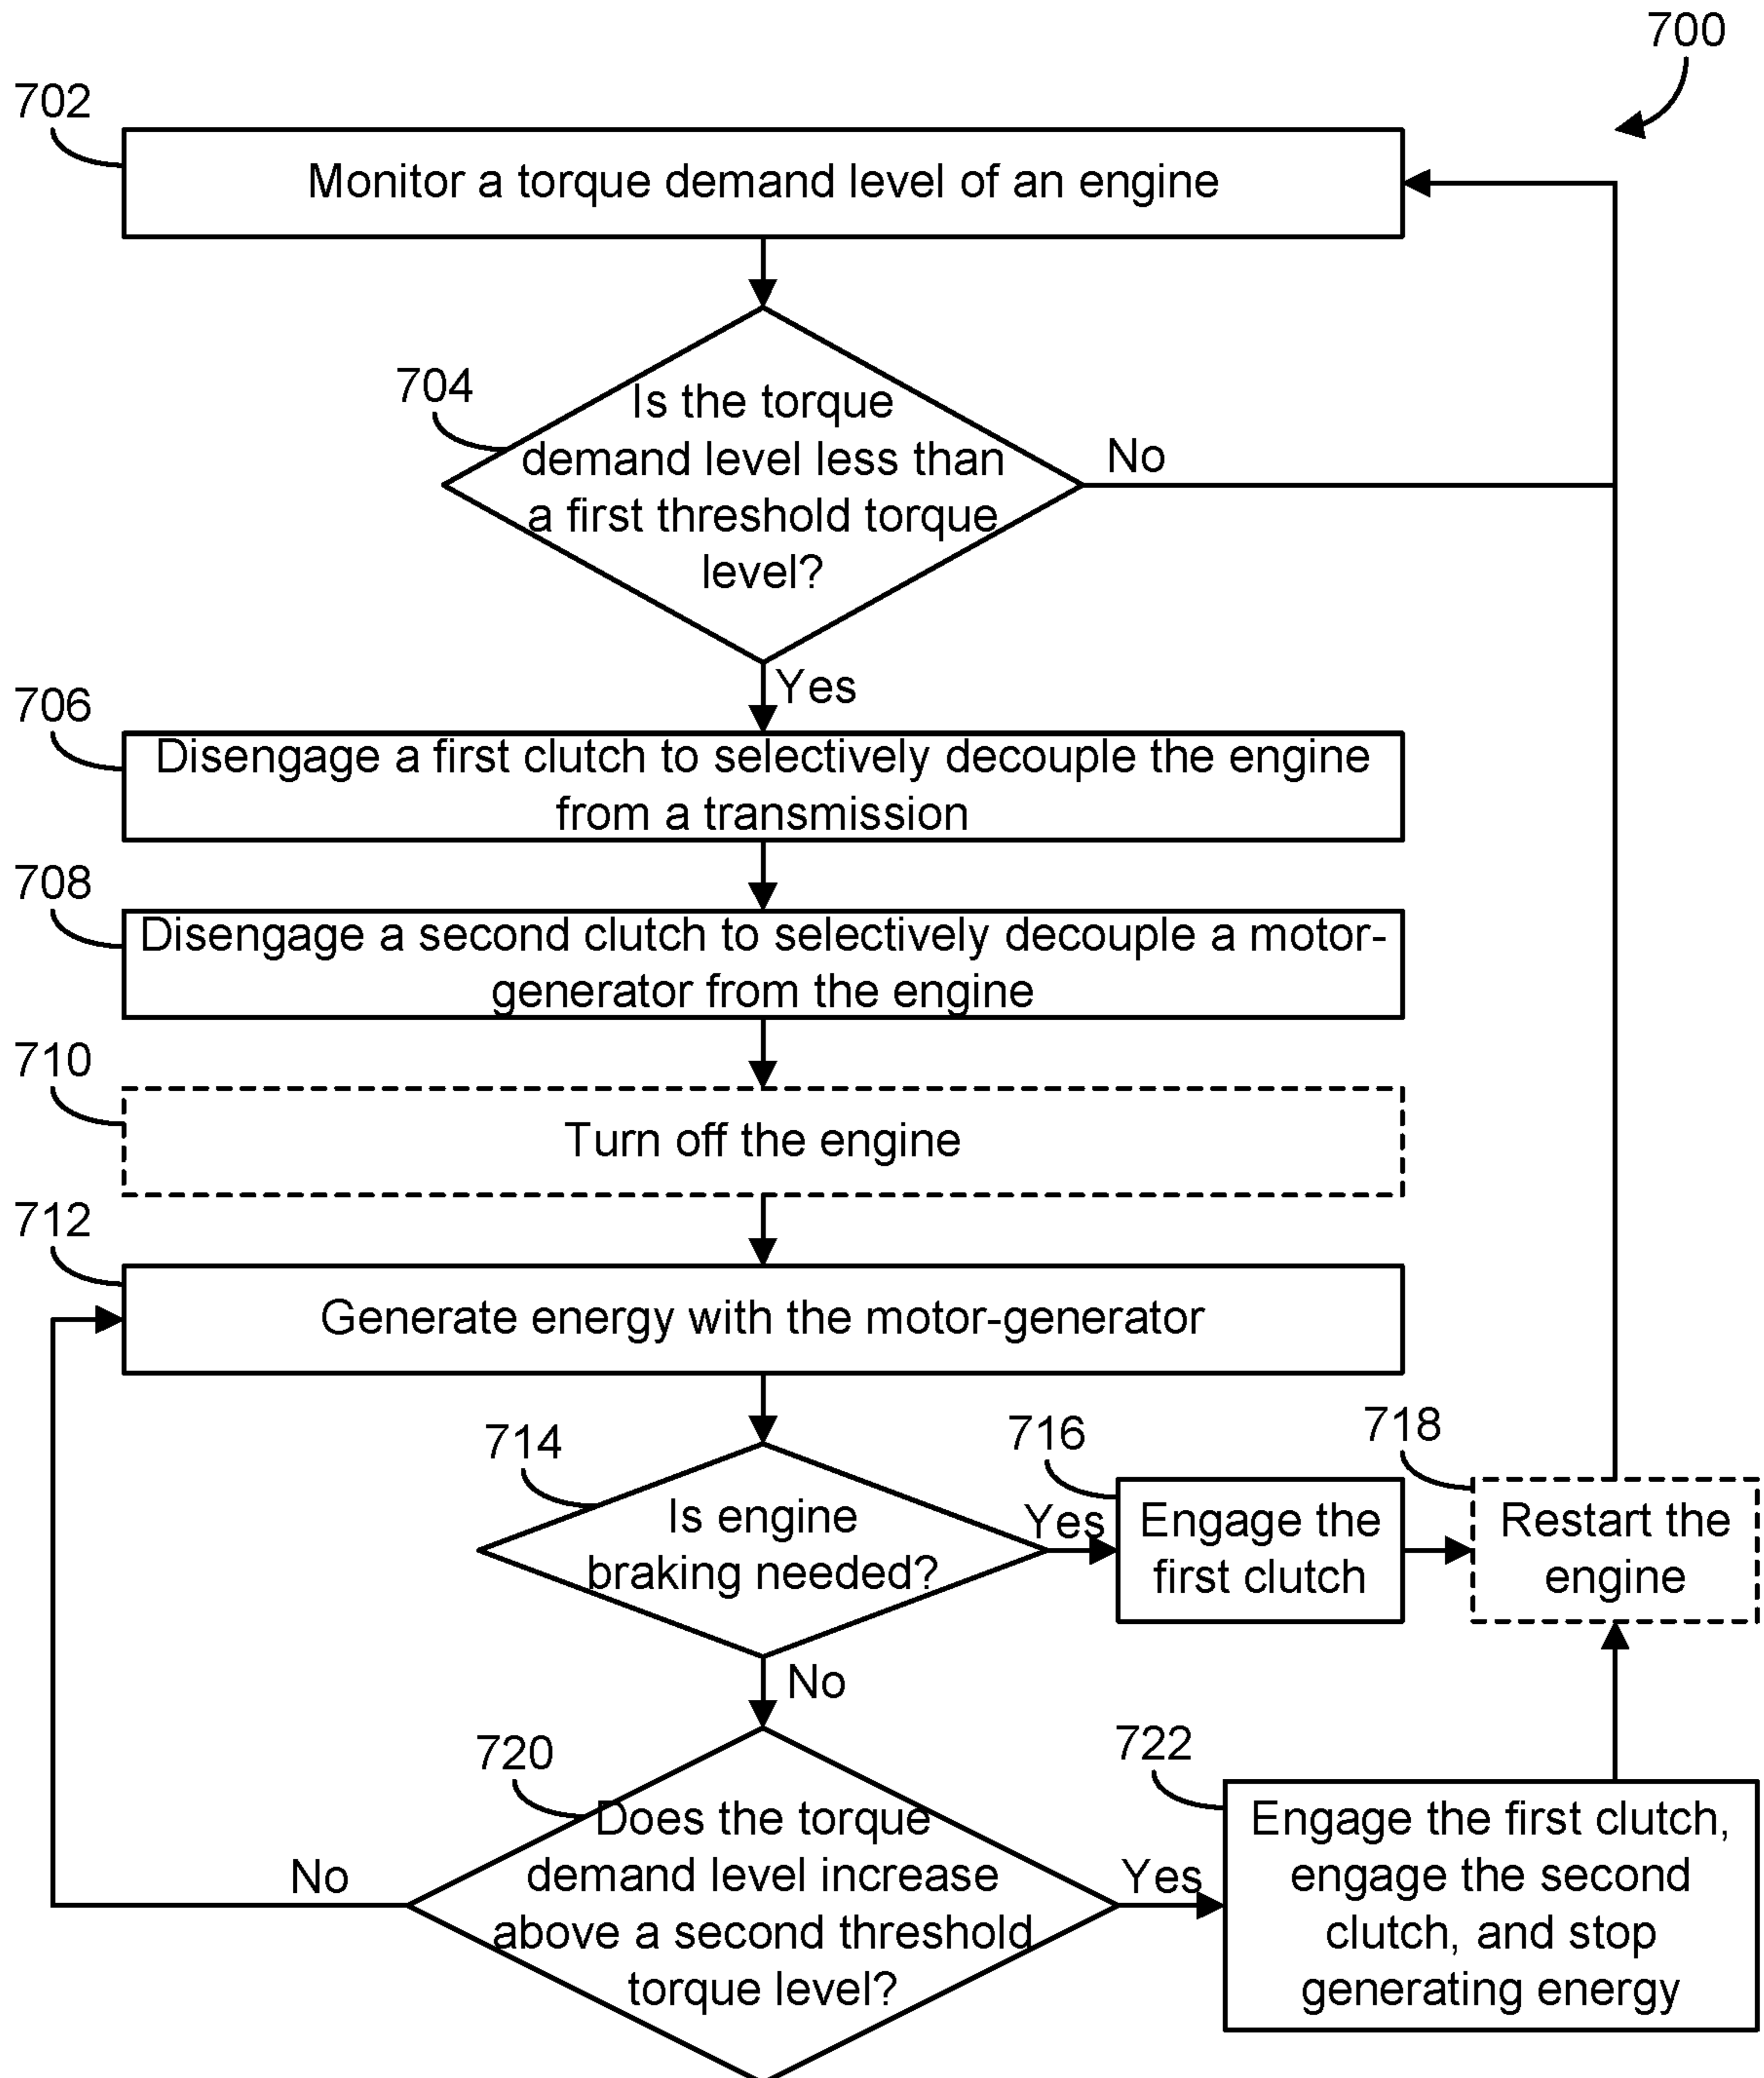 700
702
Monitor a torque demand level of an engine
704
Is the torque
demand level less than
a first threshold torque
level?
No
Yes
706
Disengage a first clutch to selectively decouple the engine
from a transmission
708
Disengage a second clutch to selectively decouple a motor-
generator from the engine
710
Turn off the engine
712
Generate energy with the motor-generator
714
Is engine
braking needed?
Yes
716
Engage the
first clutch
718
Restart the
engine
No
720
Does the torque
demand level increase
above a second threshold
torque level?
No
Yes
722
Engage the first clutch,
engage the second
clutch, and stop
generating energy